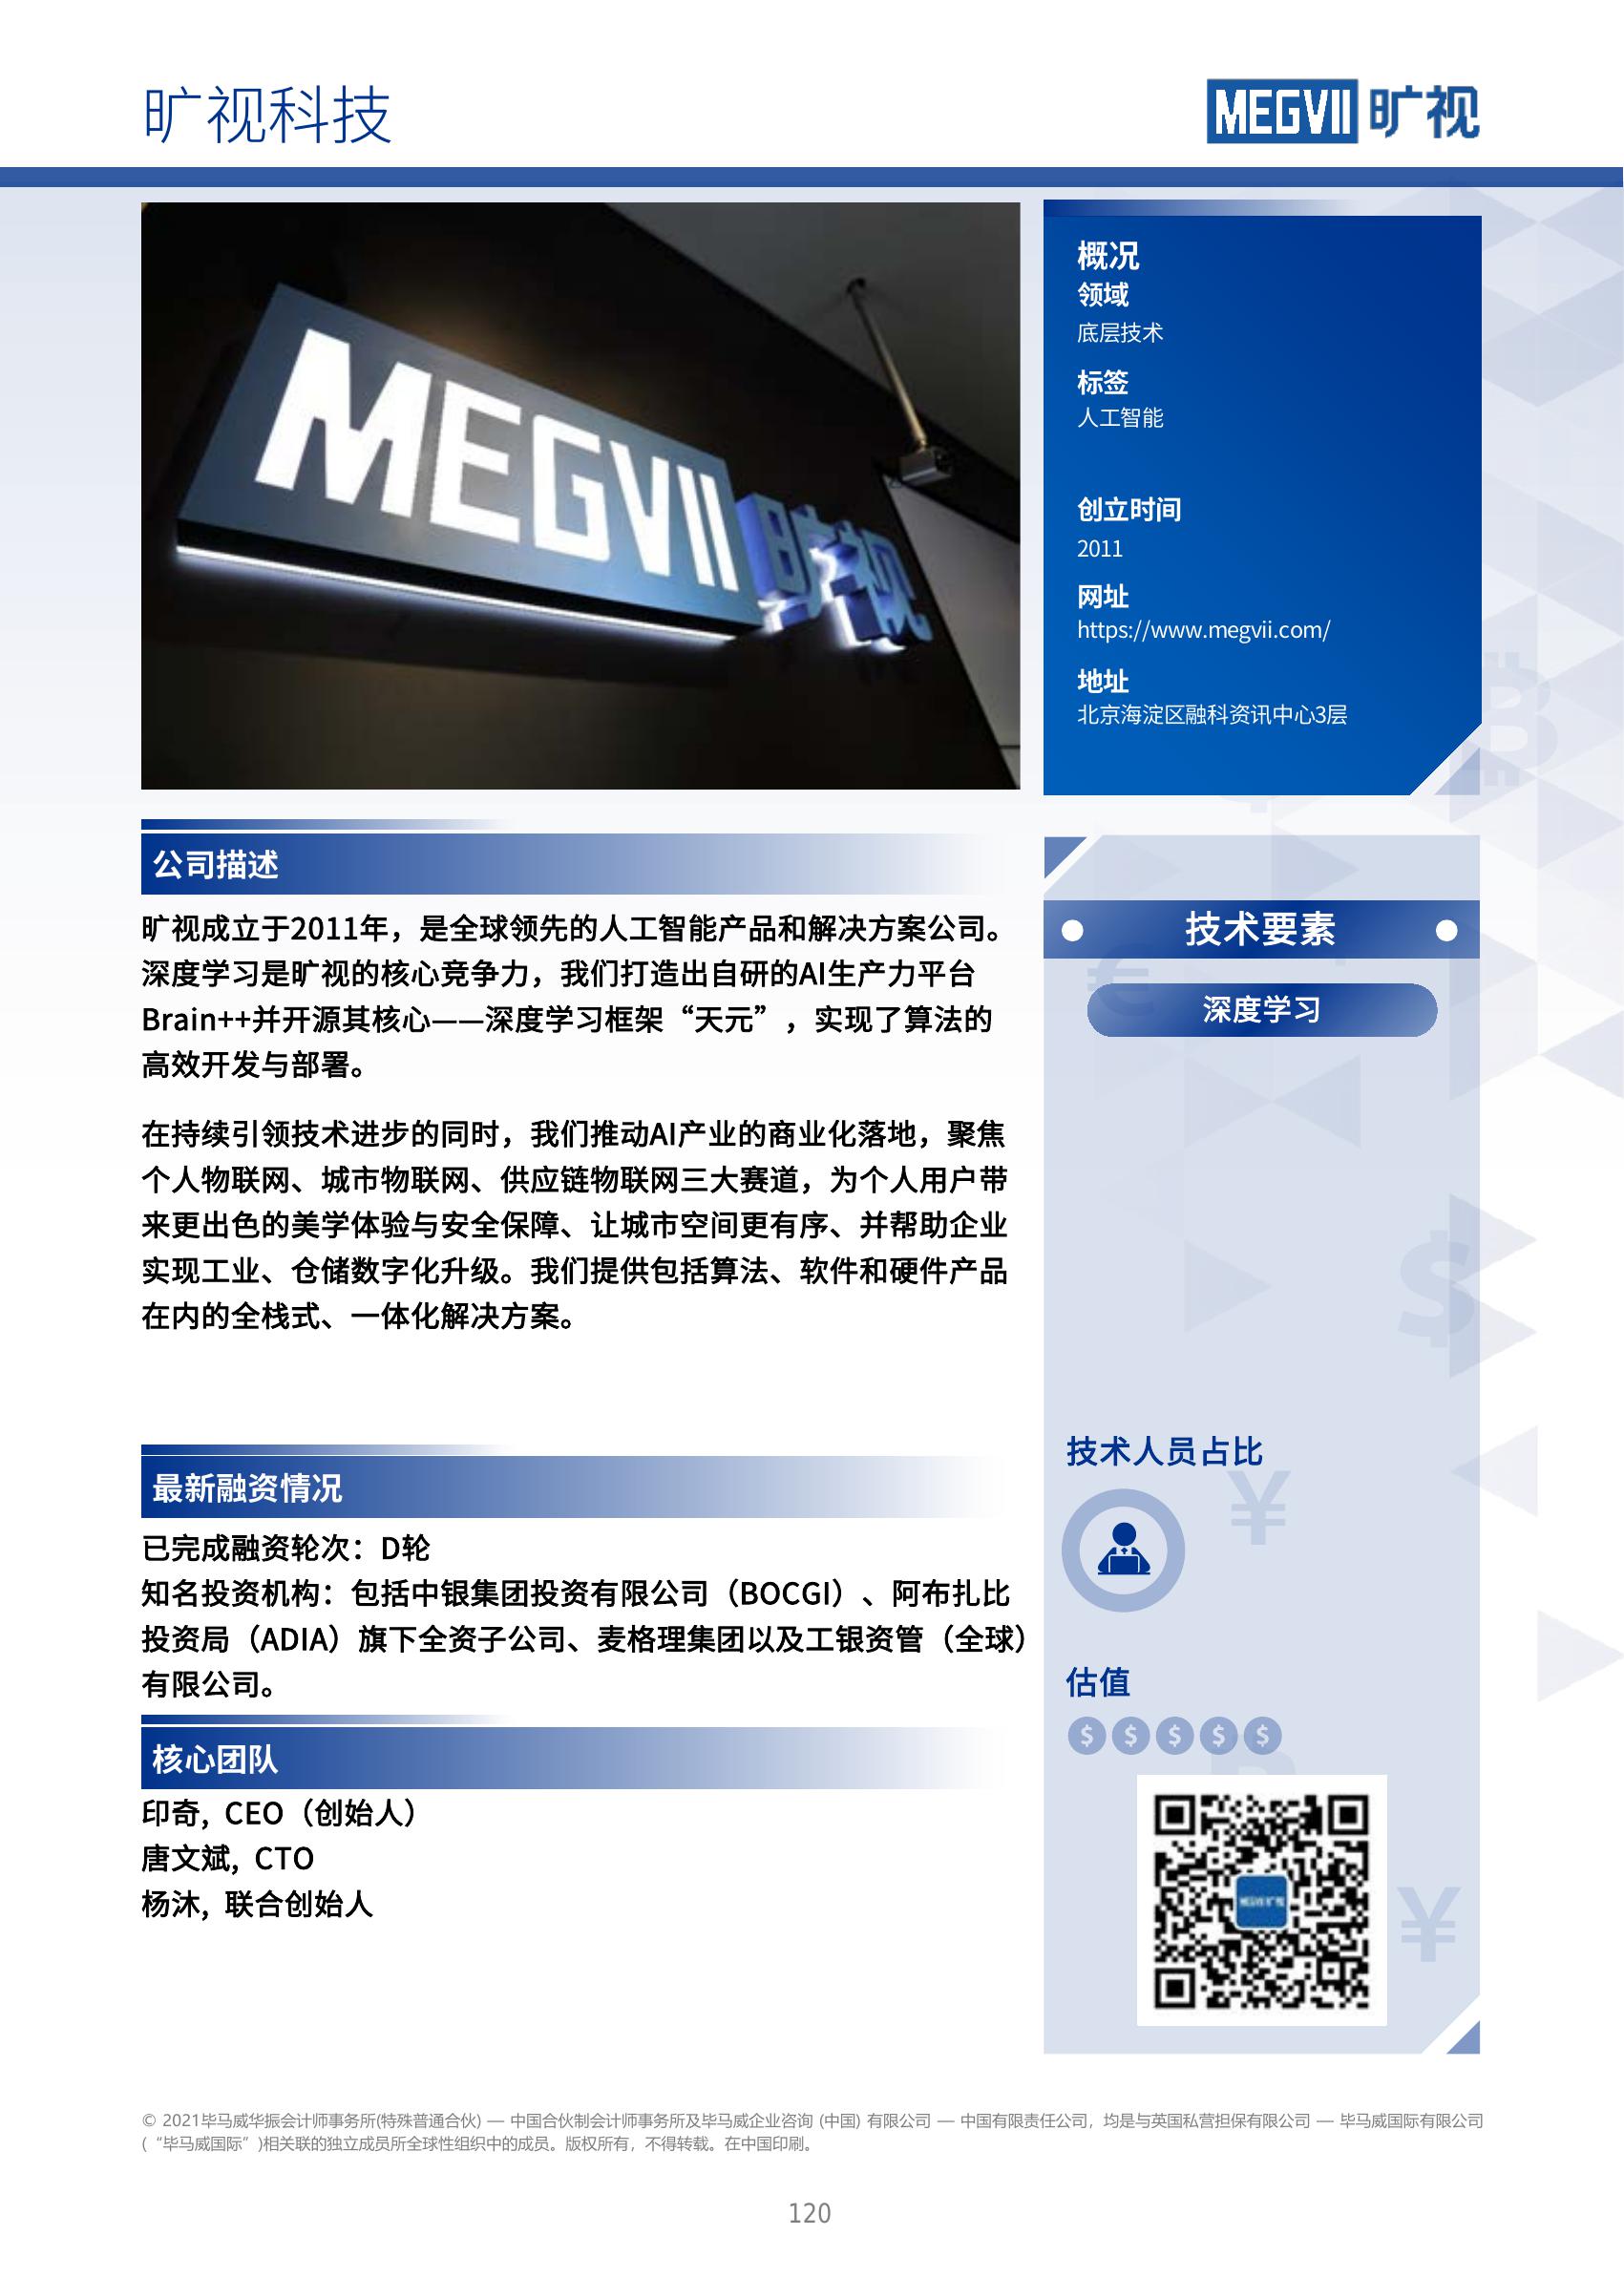 旷视科技
MEGVII 旷视
MEGVII 旷视
概况
领域
底层技术
标签
人工智能
创立时间
2011
网址
https://www.megvii.com/
地址
北京海淀区融科资讯中心3层
公司描述
旷视成立于2011年，是全球领先的人工智能产品和解决方案公司。
深度学习是旷视的核心竞争力，我们打造出自研的AI生产力平台
Brain++并开源其核心——深度学习框架“天元”，实现了算法的
高效开发与部署。
在持续引领技术进步的同时，我们推动AI产业的商业化落地，聚焦
个人物联网、城市物联网、供应链物联网三大赛道，为个人用户带
来更出色的美学体验与安全保障、让城市空间更有序、并帮助企业
实现工业、仓储数字化升级。我们提供包括算法、软件和硬件产品
在内的全栈式、一体化解决方案。
最新融资情况
已完成融资轮次：D轮
知名投资机构：包括中银集团投资有限公司（BOCGI）、阿布扎比
投资局（ADIA）旗下全资子公司、麦格理集团以及工银资管（全球）
有限公司。
核心团队
印奇, CEO（创始人）
唐文斌, CTO
杨沐, 联合创始人
技术要素
深度学习
技术人员占比
估值
$ $ $ $ $
MEGVII 旷视
© 2021毕马威华振会计师事务所(特殊普通合伙) — 中国合伙制会计师事务所及毕马威企业咨询 (中国) 有限公司 — 中国有限责任公司，均是与英国私营担保有限公司 — 毕马威国际有限公司
(“毕马威国际”)相关联的独立成员所全球性组织中的成员。版权所有，不得转载。在中国印刷。
120